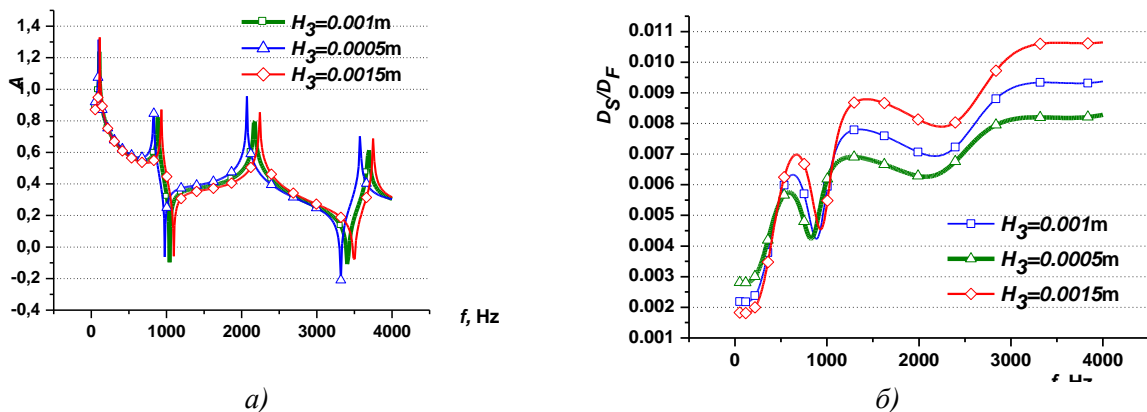 1,4
1,2
1,0
0,8
0,6
0,4
0,2
0,0
-0,2
-0,4
A
H3=0.001m
H3=0.0005m
H3=0.0015m
0 1000 2000 3000 4000
f, Hz
а)
0.011
0.010
0.009
0.008
0.007
0.006
0.005
0.004
0.003
0.002
0.001
DS/DF
H3=0.001m
H3=0.0005m
H3=0.0015m
0 1000 2000 3000 4000
f, Hz
б)